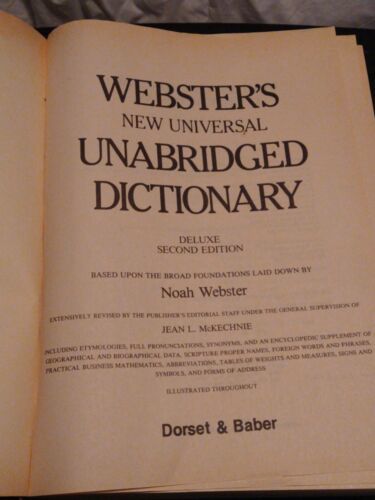 WEBSTER'S
NEW UNIVERSAL
UNABRIDGED
DICTIONARY
DELUXE
SECOND EDITION
BASED UPON THE BROAD FOUNDATIONS LAID DOWN BY
Noah Webster
EXTENSIVELY REVISED BY THE PUBLISHER'S EDITORIAL STAFF UNDER THE GENERAL SUPERVISION OF
JEAN L. McKECHNIE
INCLUDING ETYMOLOGIES, FULL PRONUNCIATIONS, SYNONYMS, AND AN ENCYCLOPEDIC SUPPLEMENT OF
GEOGRAPHICAL AND BIOGRAPHICAL DATA, SCRIPTURE PROPER NAMES, FOREIGN WORDS AND PHRASES,
PRACTICAL BUSINESS MATHEMATICS, ABBREVIATIONS, TABLES OF WEIGHTS AND MEASURES, SIGNS AND
SYMBOLS, AND FORMS OF ADDRESS
ILLUSTRATED THROUGHOUT
Dorset & Baber